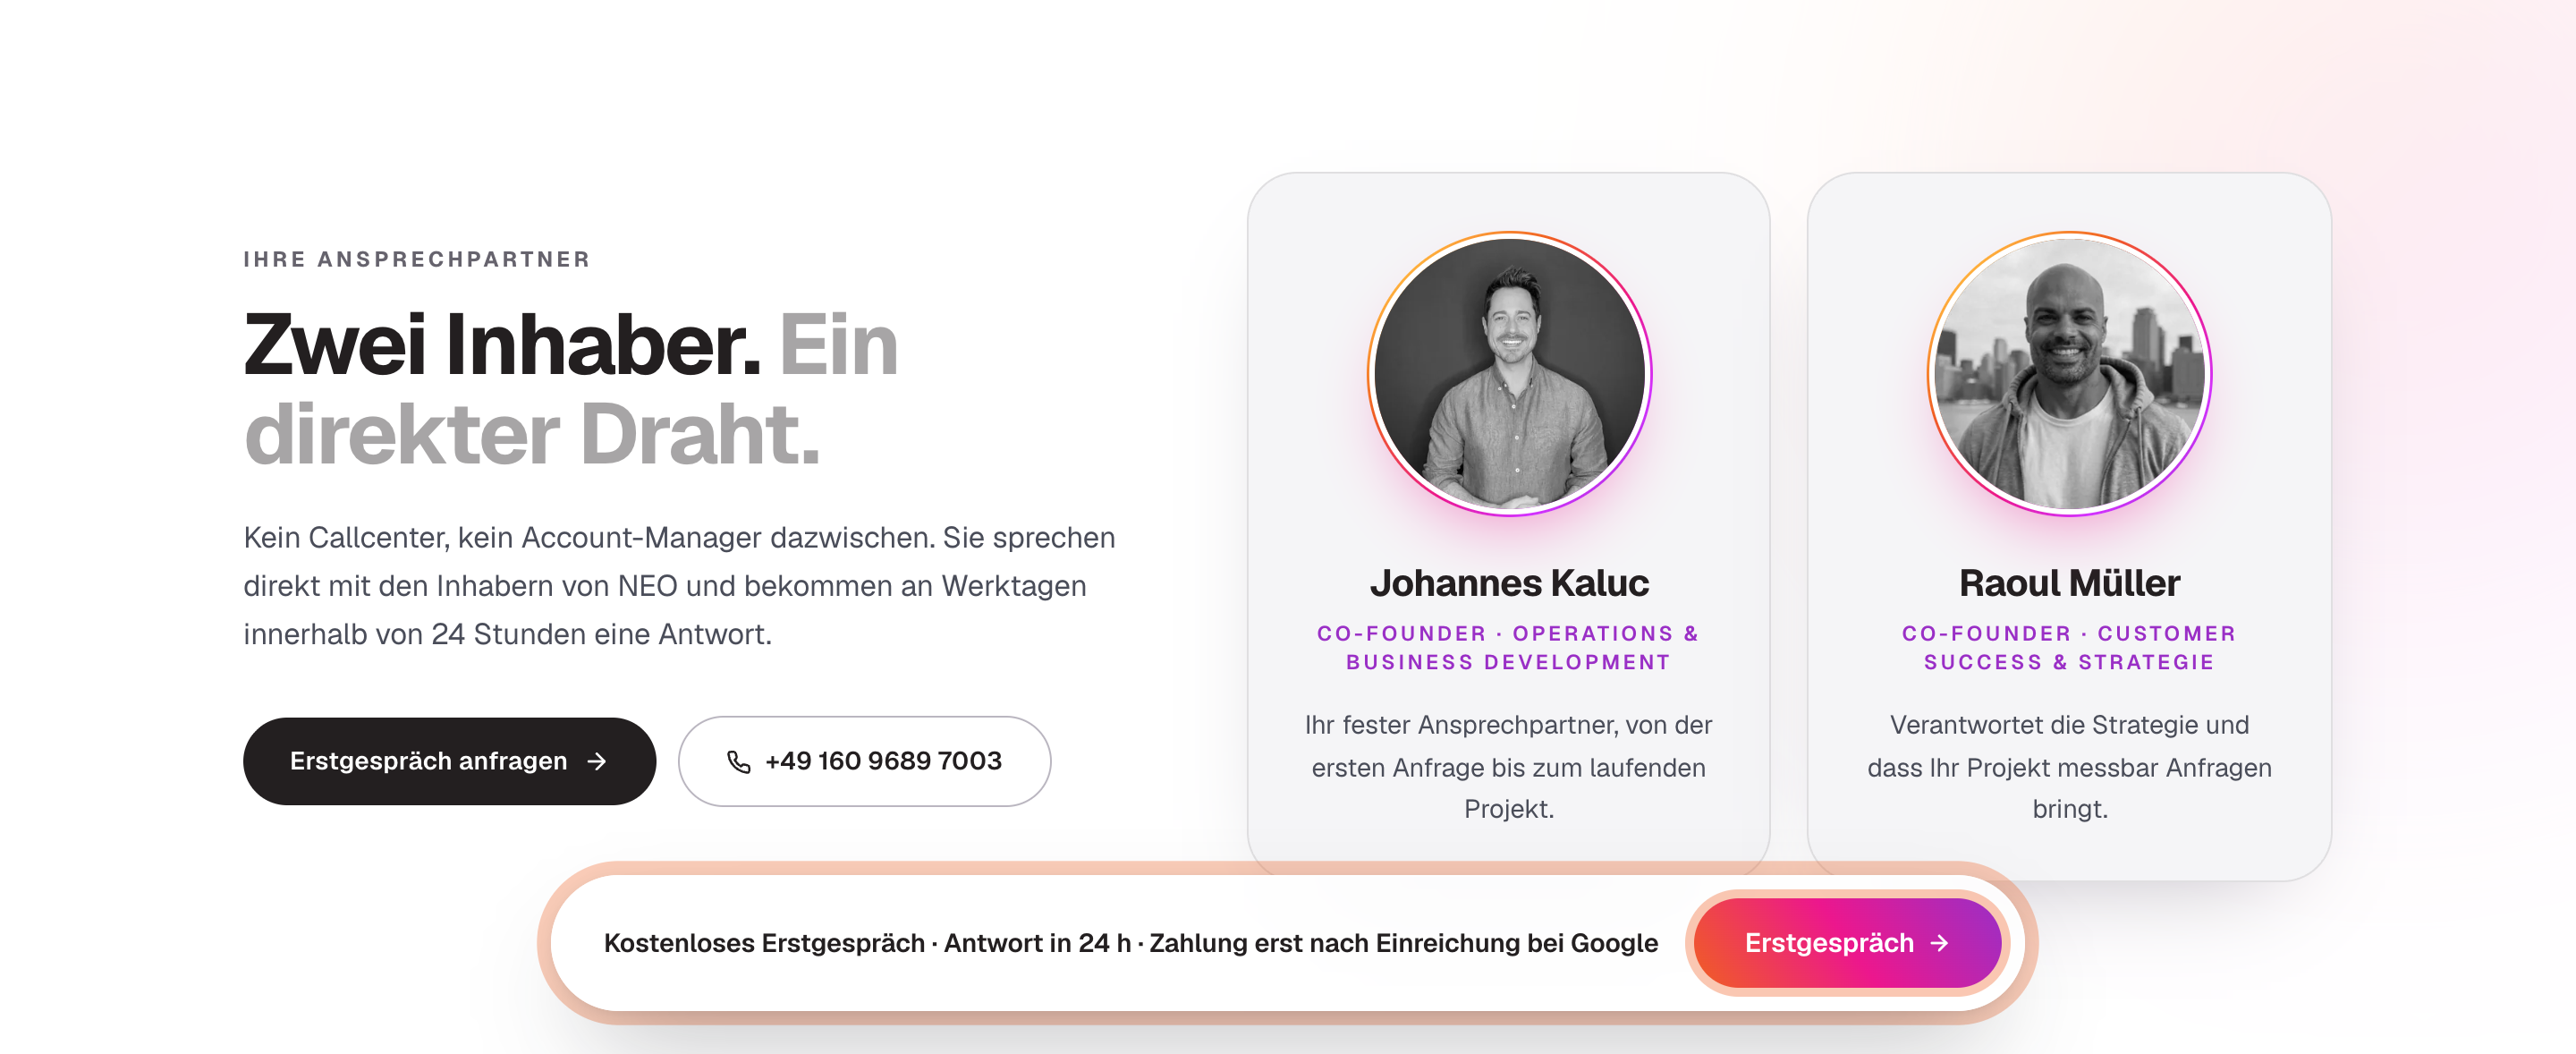 IHRE ANSPRECHPARTNER
Zwei Inhaber. Ein
direkter Draht.
Kein Callcenter, kein Account-Manager dazwischen. Sie sprechen
direkt mit den Inhabern von NEO und bekommen an Werktagen
innerhalb von 24 Stunden eine Antwort.
Erstgespräch anfragen →
+49 160 9689 7003
Johannes Kaluc
CO-FOUNDER · OPERATIONS &
BUSINESS DEVELOPMENT
Ihr fester Ansprechpartner, von der
ersten Anfrage bis zum laufenden
Projekt.
Raoul Müller
CO-FOUNDER · CUSTOMER
SUCCESS & STRATEGIE
Verantwortet die Strategie und
dass Ihr Projekt messbar Anfragen
bringt.
Kostenloses Erstgespräch · Antwort in 24 h · Zahlung erst nach Einreichung bei Google
Erstgespräch →